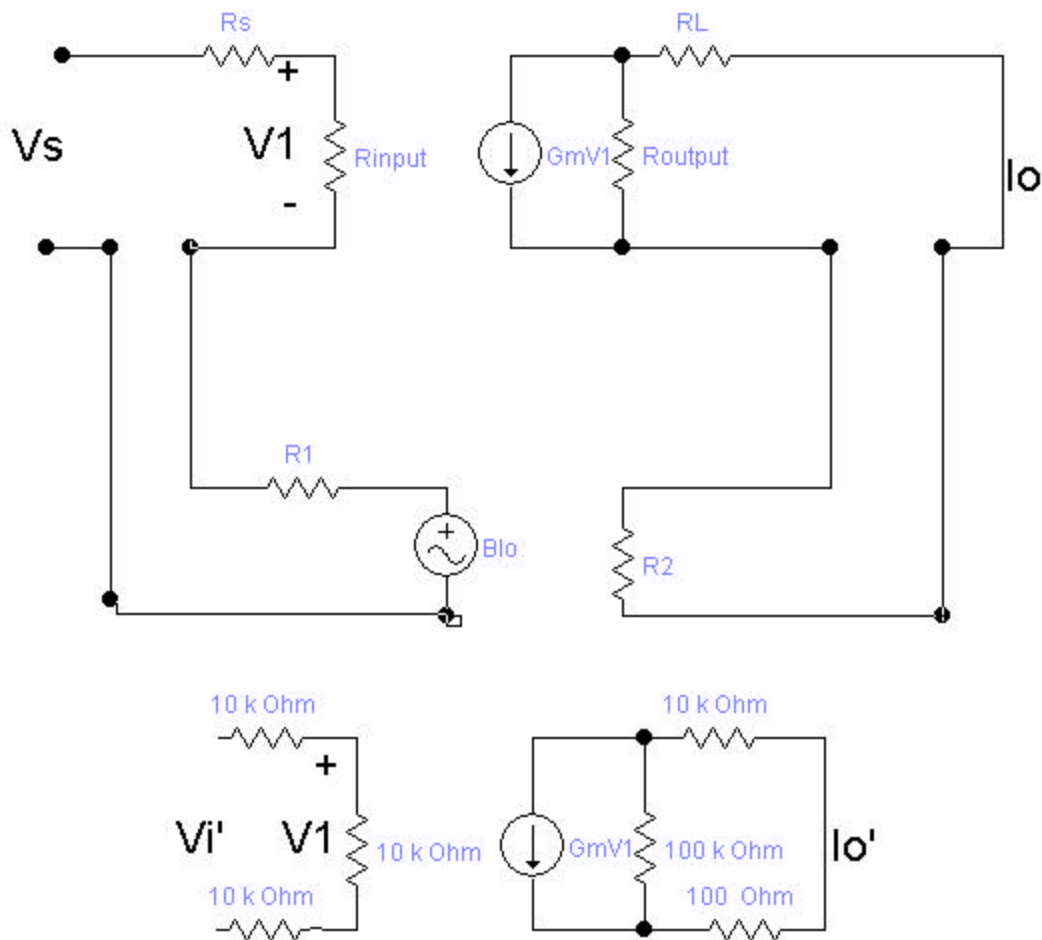 Rs
RL
+
Vs
V1
Rinput
GmV1
Routput
Io
-
R1
+
BIo
R2
10 k Ohm
10 k Ohm
+
Vi'
V1
10 k Ohm
GmV1
100 k Ohm
Io'
10 k Ohm
100 Ohm